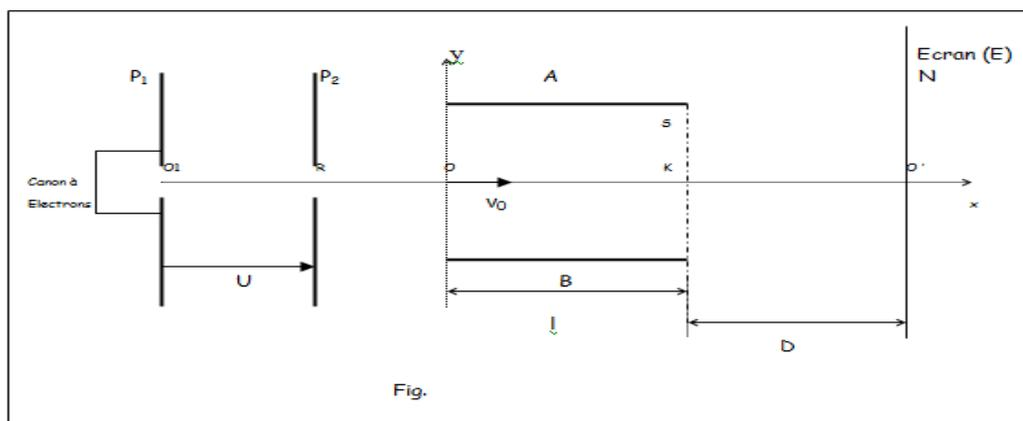 y
Ecran (E)
P₁
P₂
A
N
S
O1
R
O
K
O'
Canon à
Electrons
V₀
x
U
B
l
D
Fig.